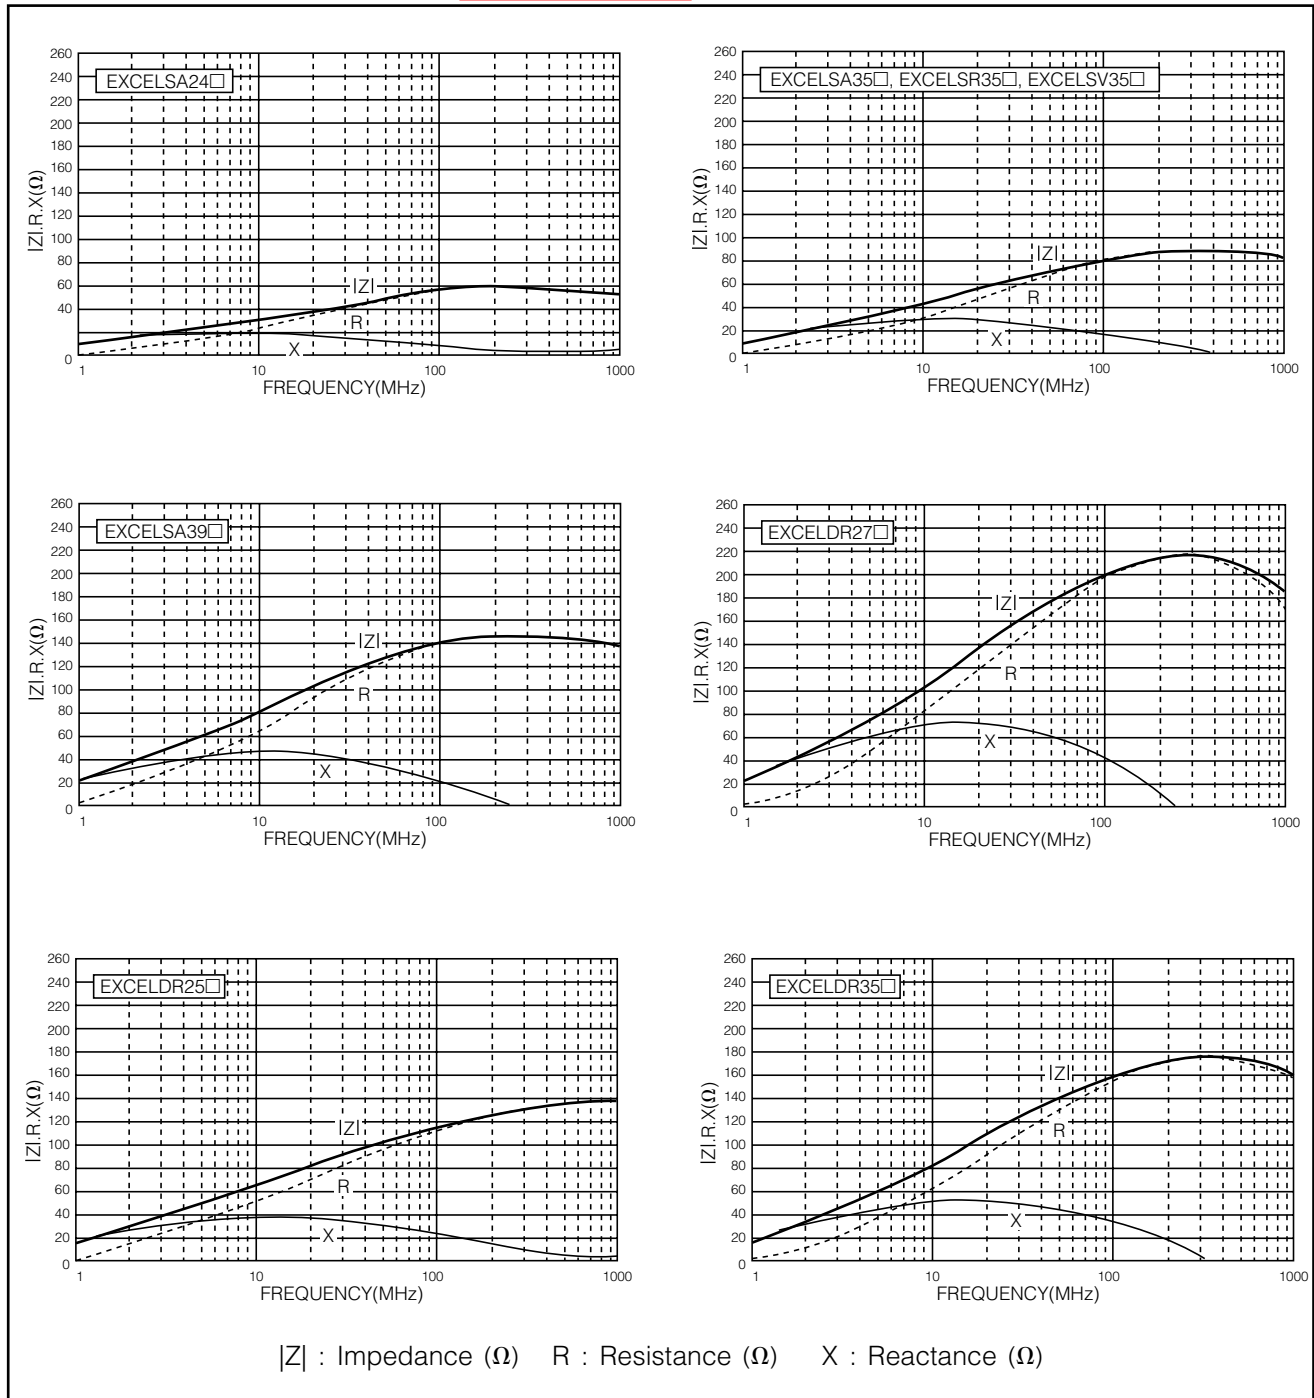 260
240
220
200
180
160
140
120
100
80
60
40
20
0
|Z|.R.X(Ω)
EXCELSA24□
|Z|
R
X
1 10 100 1000
FREQUENCY(MHz)
260
240
220
200
180
160
140
120
100
80
60
40
20
0
|Z|.R.X(Ω)
EXCELSA35□, EXCELSR35□, EXCELSV35□
|Z|
R
X
1 10 100 1000
FREQUENCY(MHz)
260
240
220
200
180
160
140
120
100
80
60
40
20
0
|Z|.R.X(Ω)
EXCELSA39□
|Z|
R
X
1 10 100 1000
FREQUENCY(MHz)
260
240
220
200
180
160
140
120
100
80
60
40
20
0
|Z|.R.X(Ω)
EXCELDR27□
|Z|
R
X
1 10 100 1000
FREQUENCY(MHz)
260
240
220
200
180
160
140
120
100
80
60
40
20
0
|Z|.R.X(Ω)
EXCELDR25□
|Z|
R
X
1 10 100 1000
FREQUENCY(MHz)
260
240
220
200
180
160
140
120
100
80
60
40
20
0
|Z|.R.X(Ω)
EXCELDR35□
|Z|
R
X
1 10 100 1000
FREQUENCY(MHz)
|Z| : Impedance (Ω) R : Resistance (Ω) X : Reactance (Ω)